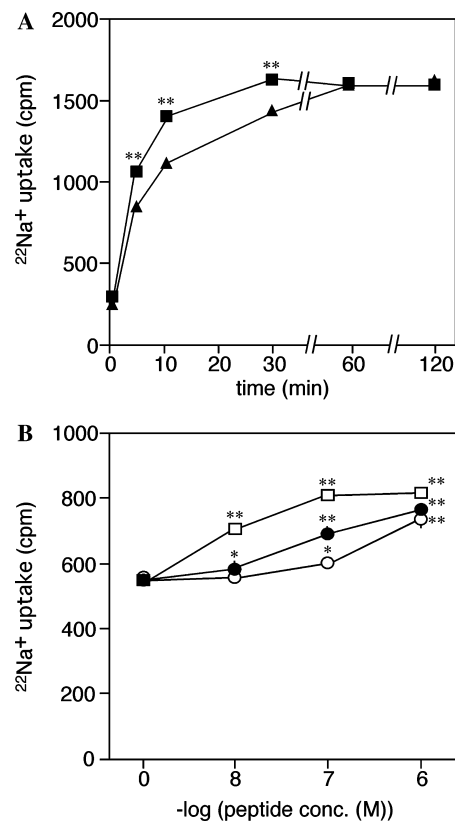 A
2000
1500
1000
500
0
²²Na⁺ uptake (cpm)
**
**
**
0 10 20 30 60 120
time (min)
B
1000
800
600
400
200
0
²²Na⁺ uptake (cpm)
** ** **
* ** **
* **
0 8 7 6
-log (peptide conc. (M))